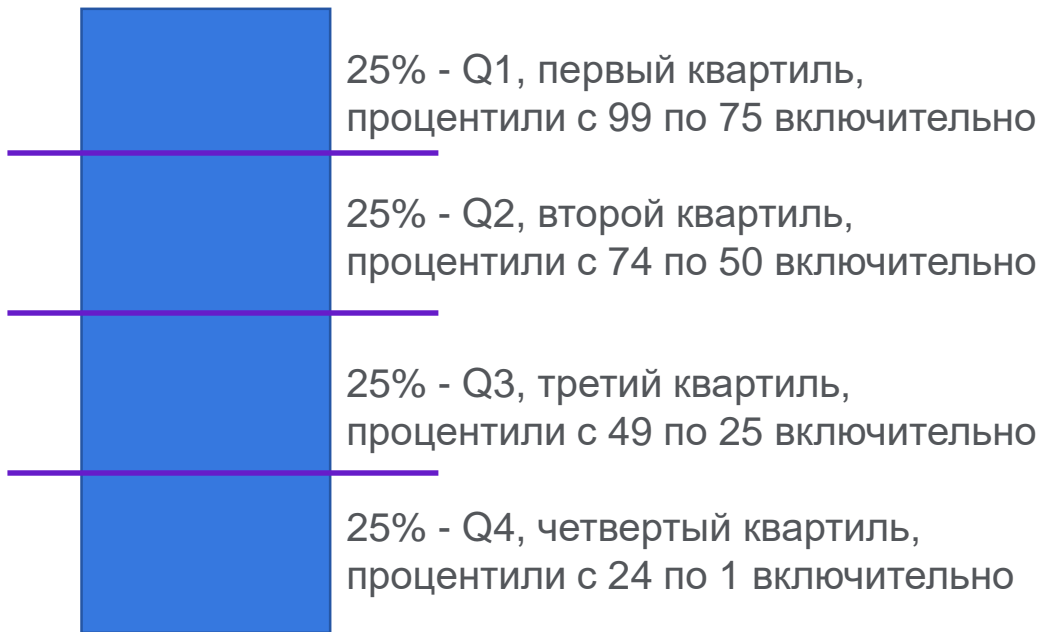 25% - Q1, первый квартиль,
процентили с 99 по 75 включительно
25% - Q2, второй квартиль,
процентили с 74 по 50 включительно
25% - Q3, третий квартиль,
процентили с 49 по 25 включительно
25% - Q4, четвертый квартиль,
процентили с 24 по 1 включительно